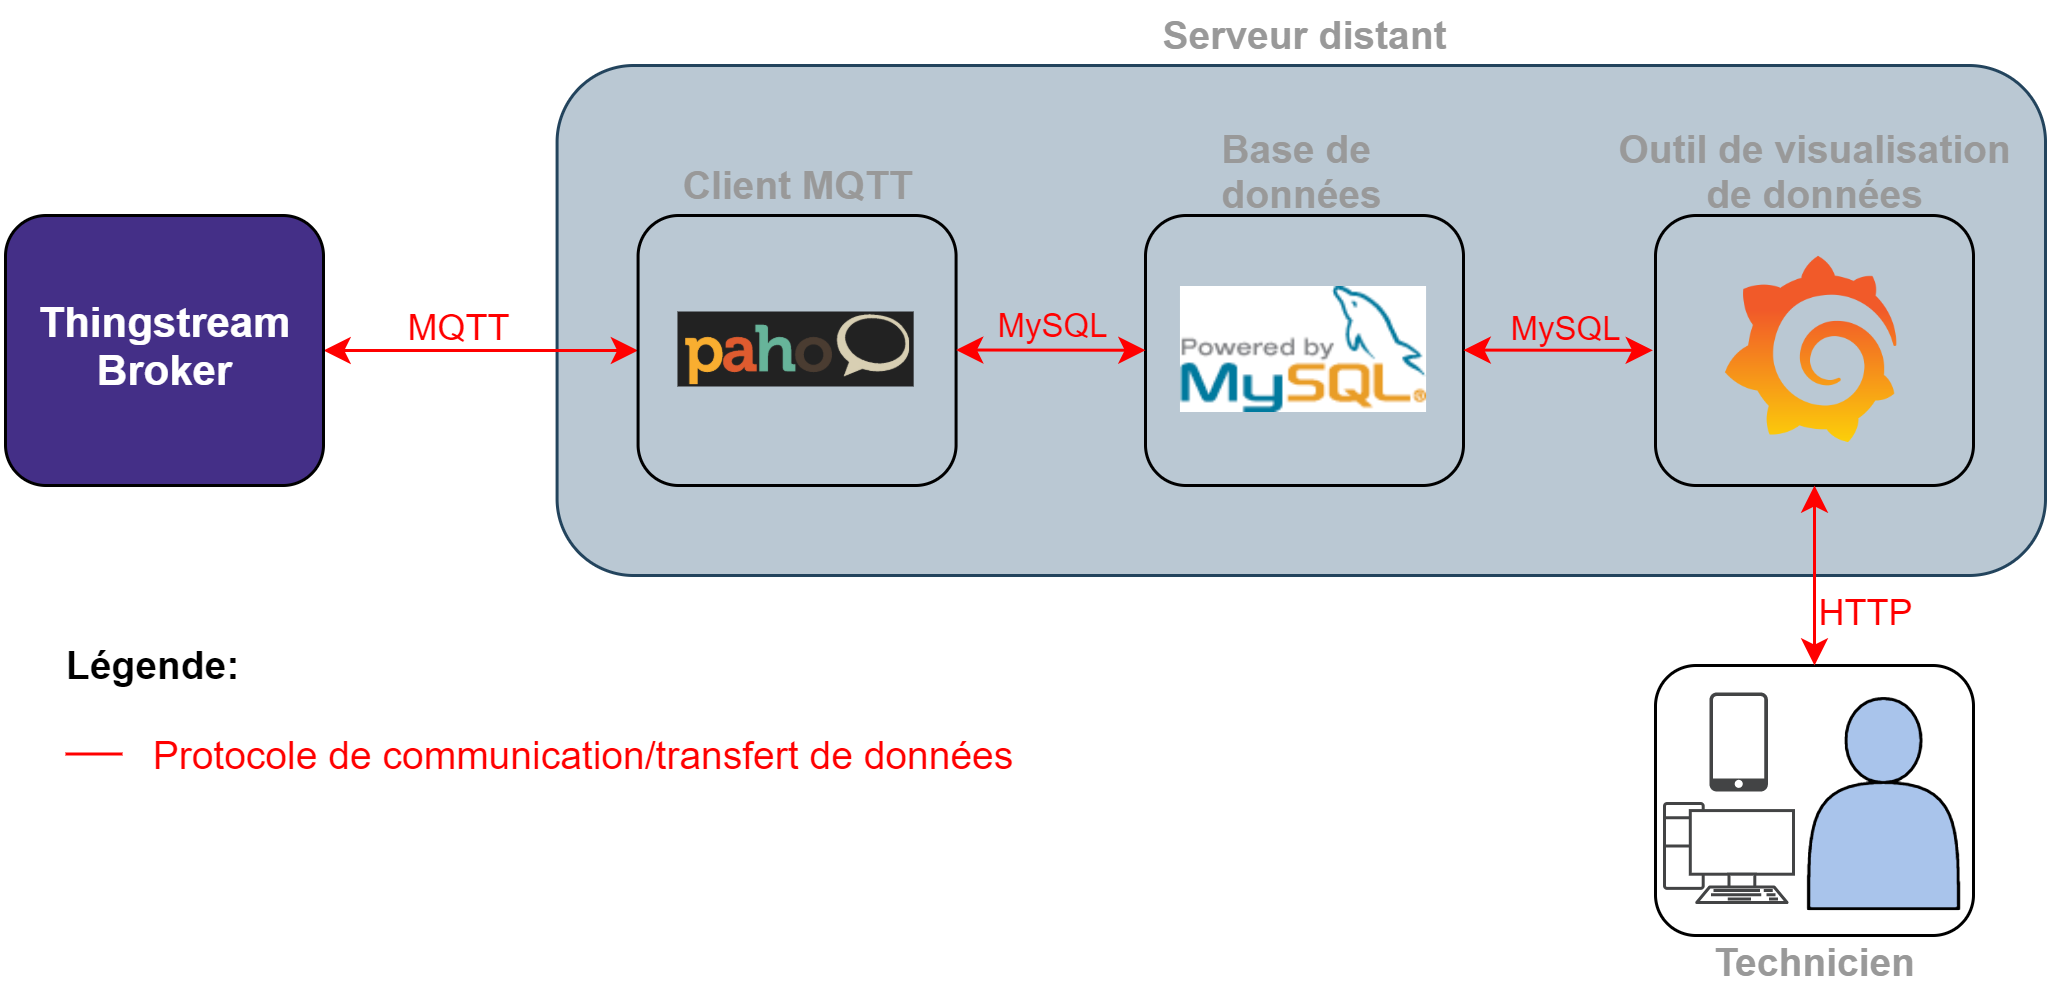 Serveur distant
Client MQTT
Base de
données
Outil de visualisation
de données
Thingstream
Broker
MQTT
paho
MySQL
Powered by
MySQL®
MySQL
HTTP
Légende:
Protocole de communication/transfert de données
Technicien